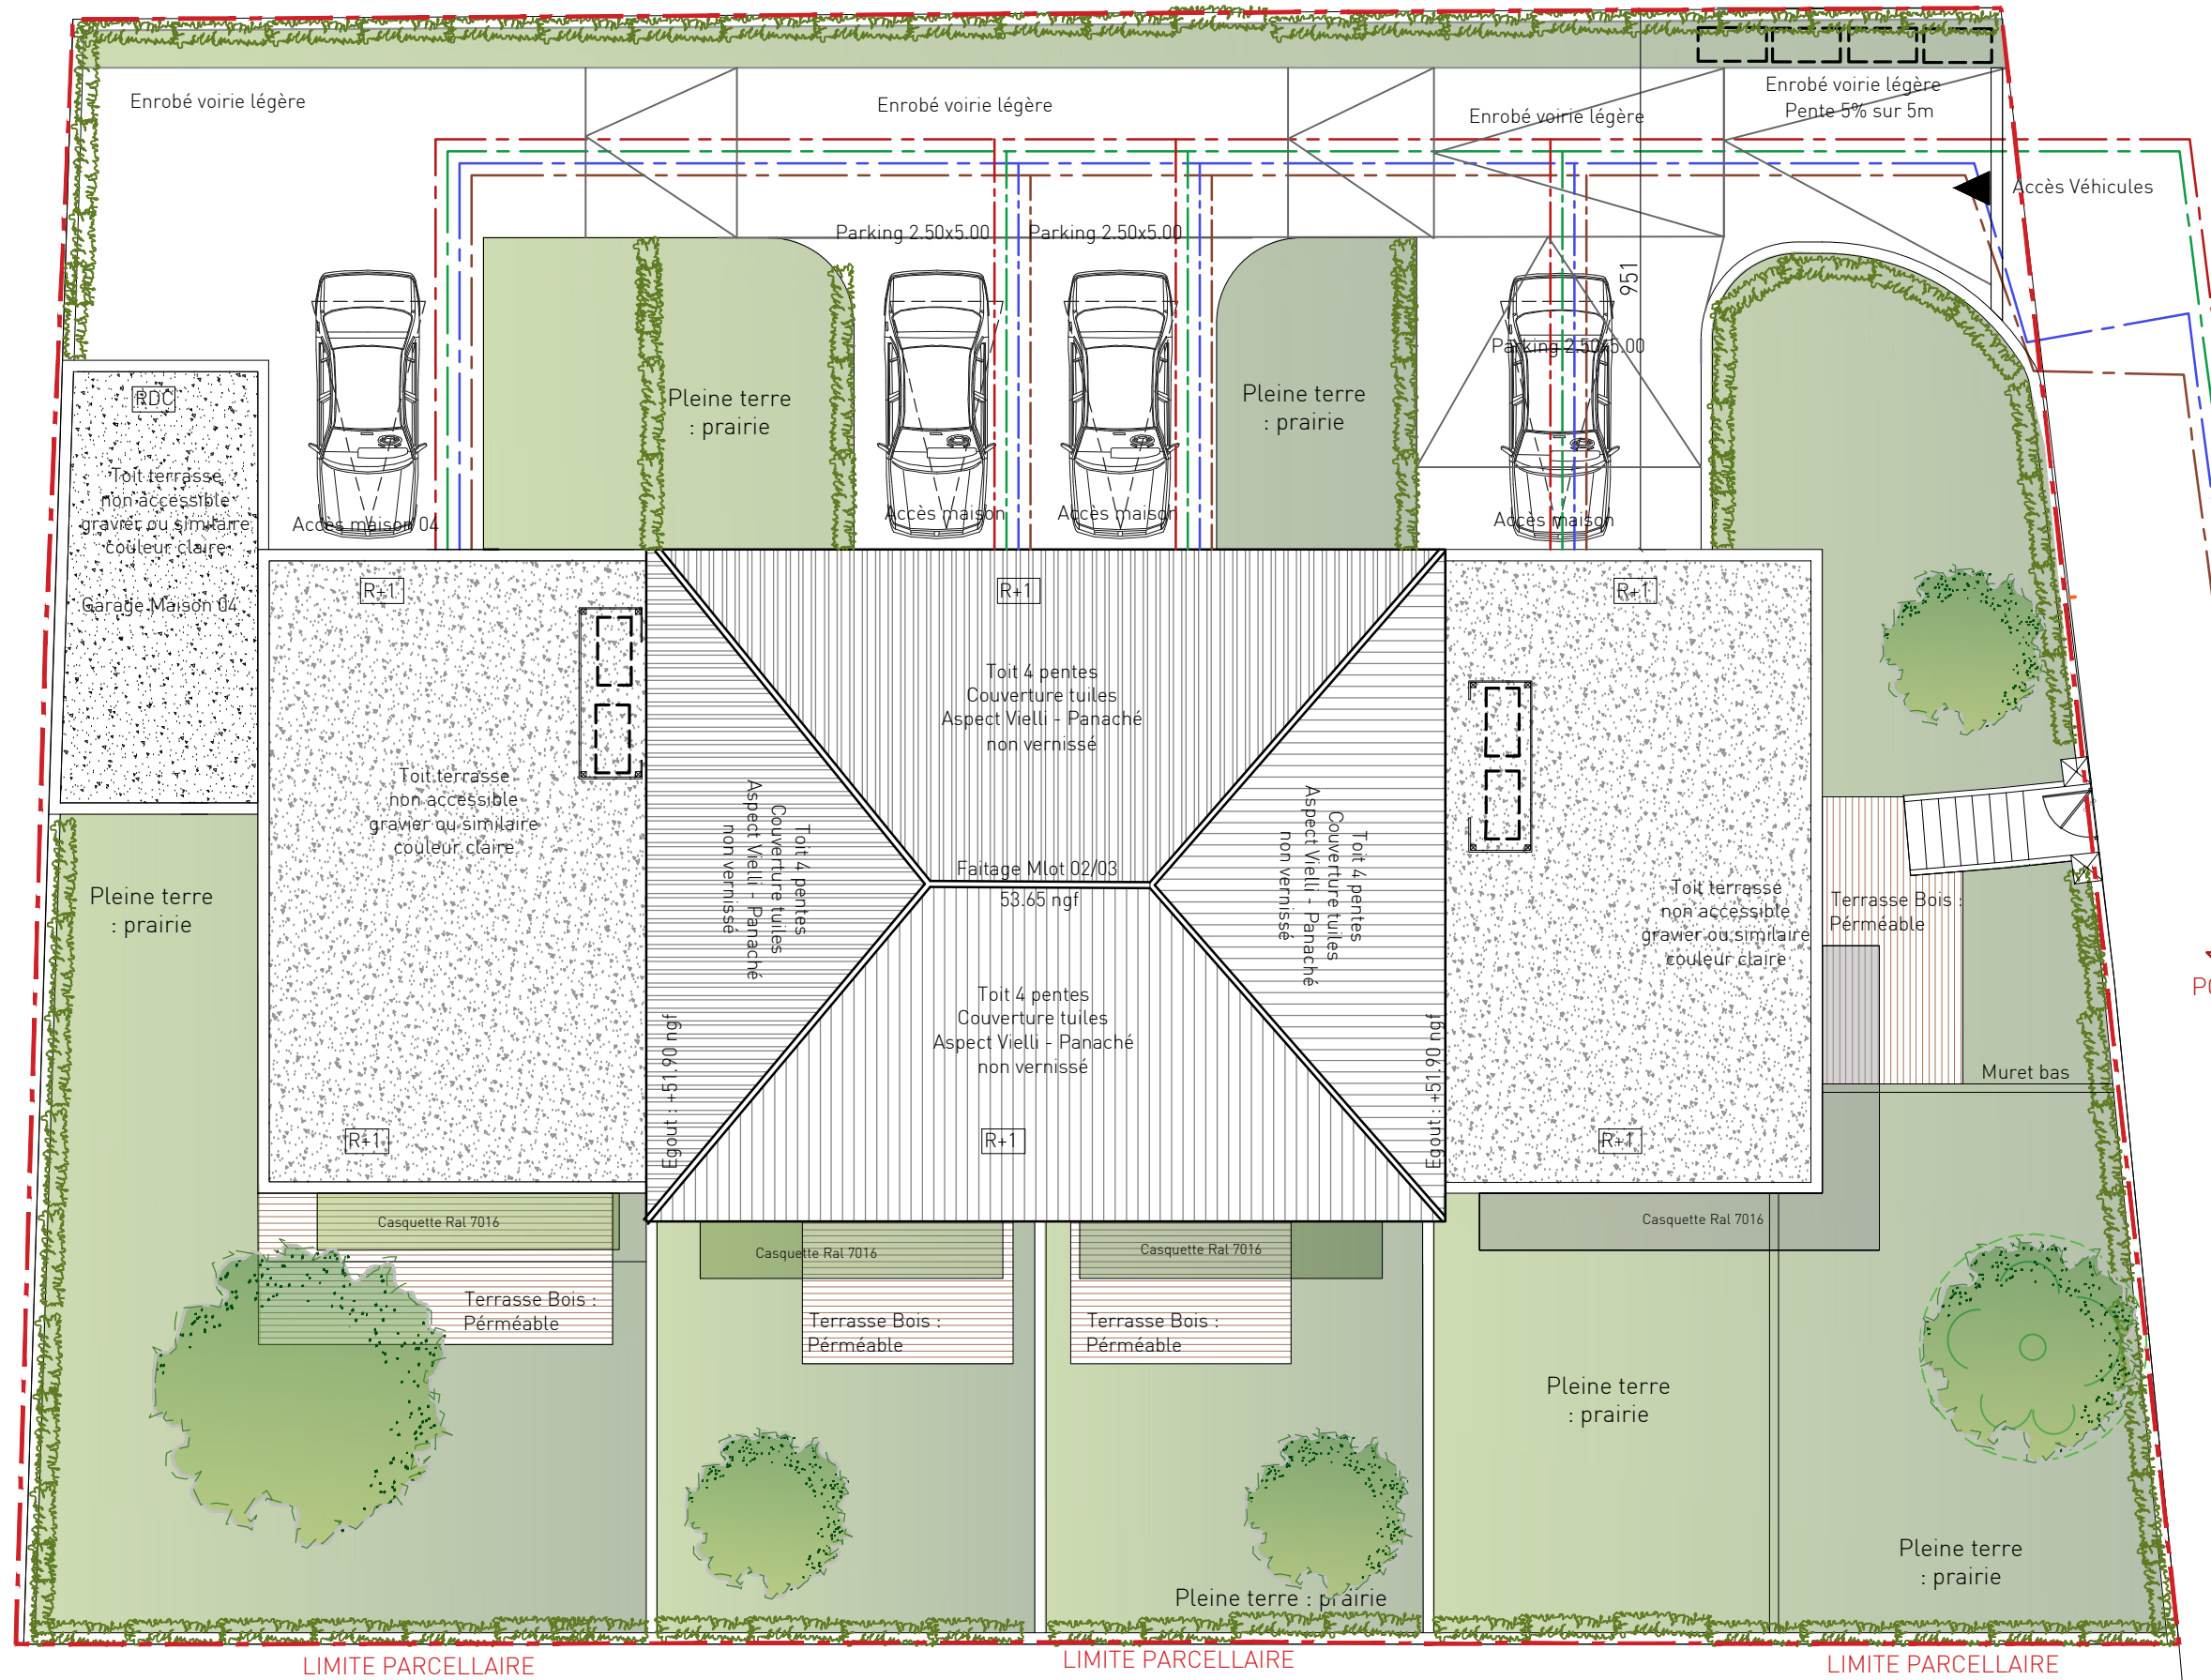 Enrobé voirie légère
Enrobé voirie légère
Enrobé voirie légère
Enrobé voirie légère
Pente 5% sur 5m
Accès Véhicules
Parking 2.50x5.00
Parking 2.50x5.00
951
Parking 2.50x5.00
RDC
Toit terrasse
non accessible
gravier ou similaire
couleur claire
Garage Maison 04
Pleine terre
: prairie
Pleine terre
: prairie
Accès maison 04
Accès maison
Accès maison
Accès maison
R+1
R+1
R+1
Toit 4 pentes
Couverture tuiles
Aspect Vielli - Panaché
non vernissé
Toit terrasse
non accessible
gravier ou similaire
couleur claire
Toit 4 pentes
Couverture tuiles
Aspect Vielli - Panaché
non vernissé
Faitage Mlot 02/03
53.65 ngf
Toit 4 pentes
Couverture tuiles
Aspect Vielli - Panaché
non vernissé
Toit terrasse
non accessible
gravier ou similaire
couleur claire
Terrasse Bois :
Pérméable
Pleine terre
: prairie
Toit 4 pentes
Couverture tuiles
Aspect Vielli - Panaché
non vernissé
Egout : +51.90 ngf
Egout : +51.90 ngf
Muret bas
R+1
R+1
R+1
Casquette Ral 7016
Casquette Ral 7016
Casquette Ral 7016
Casquette Ral 7016
Terrasse Bois :
Pérméable
Terrasse Bois :
Pérméable
Terrasse Bois :
Pérméable
Pleine terre
: prairie
Pleine terre
: prairie
Pleine terre : prairie
LIMITE PARCELLAIRE
LIMITE PARCELLAIRE
LIMITE PARCELLAIRE